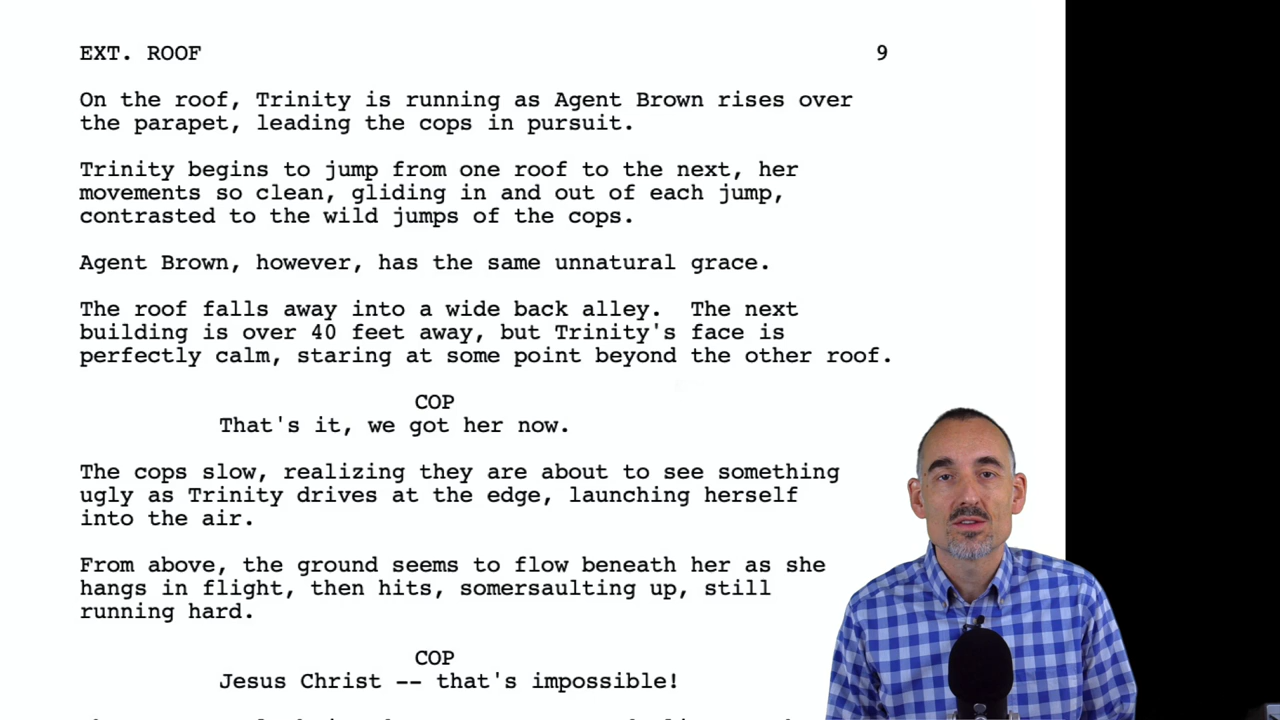 EXT. ROOF 9
On the roof, Trinity is running as Agent Brown rises over
the parapet, leading the cops in pursuit.
Trinity begins to jump from one roof to the next, her
movements so clean, gliding in and out of each jump,
contrasted to the wild jumps of the cops.
Agent Brown, however, has the same unnatural grace.
The roof falls away into a wide back alley. The next
building is over 40 feet away, but Trinity's face is
perfectly calm, staring at some point beyond the other roof.
COP
That's it, we got her now.
The cops slow, realizing they are about to see something
ugly as Trinity drives at the edge, launching herself
into the air.
From above, the ground seems to flow beneath her as she
hangs in flight, then hits, somersaulting up, still
running hard.
COP
Jesus Christ -- that's impossible!